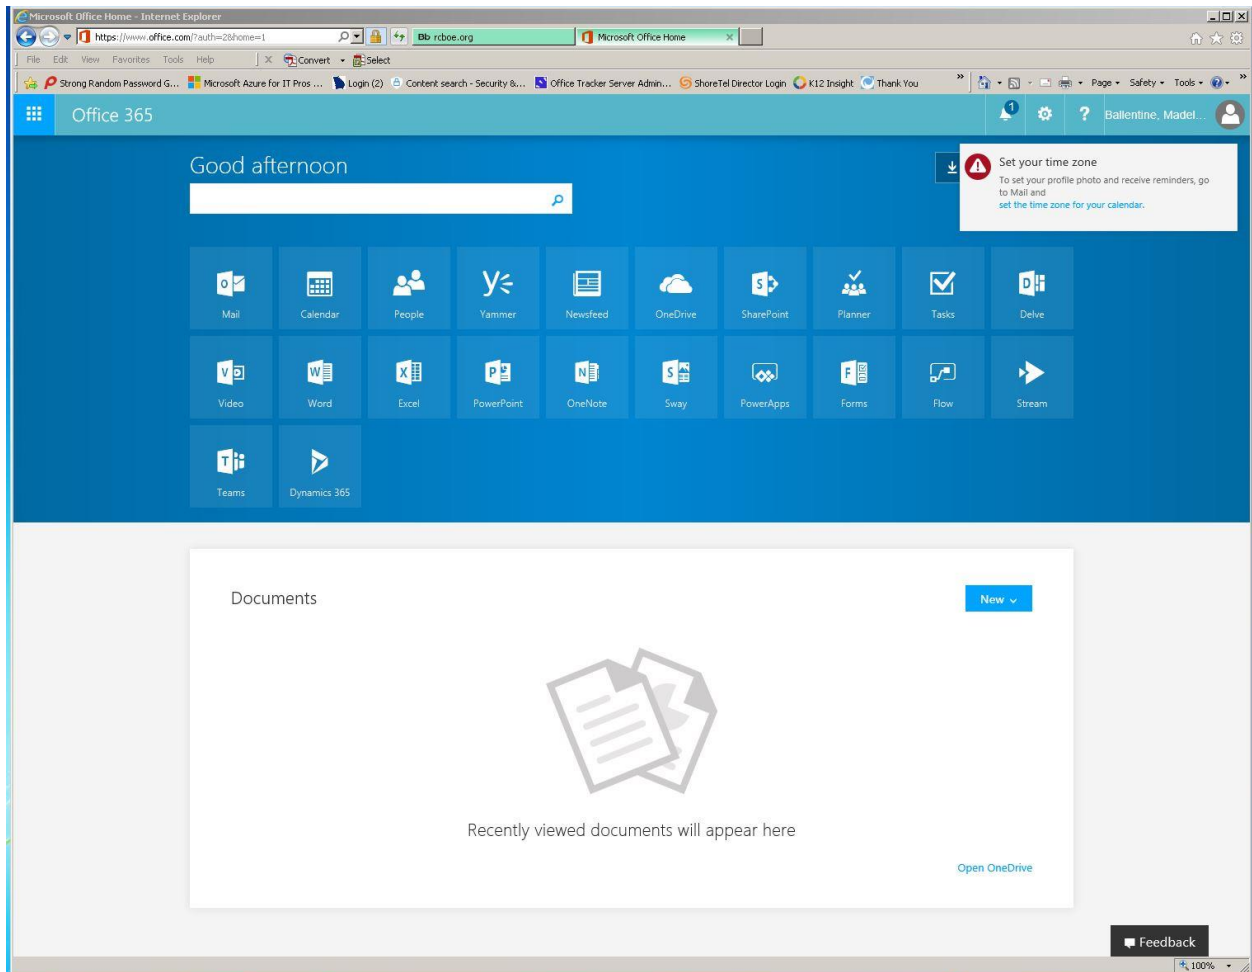 Microsoft Office Home - Internet Explorer
https://www.office.com/?auth=2&home=1
Bb rcboe.org
Microsoft Office Home
File Edit View Favorites Tools Help
X Convert Select
Strong Random Password G... Microsoft Azure for IT Pros ... Login (2) Content search - Security &... Office Tracker Server Admin... ShoreTel Director Login K12 Insight Thank You » Page Safety Tools »
Office 365
1 ? Ballentine, Madel...
Good afternoon
Set your time zone
To set your profile photo and receive reminders, go
to Mail and
set the time zone for your calendar.
Mail Calendar People Yammer Newsfeed OneDrive SharePoint Planner Tasks Delve
Video Word Excel PowerPoint OneNote Sway PowerApps Forms Flow Stream
Teams Dynamics 365
Documents
New
Recently viewed documents will appear here
Open OneDrive
Feedback
100%